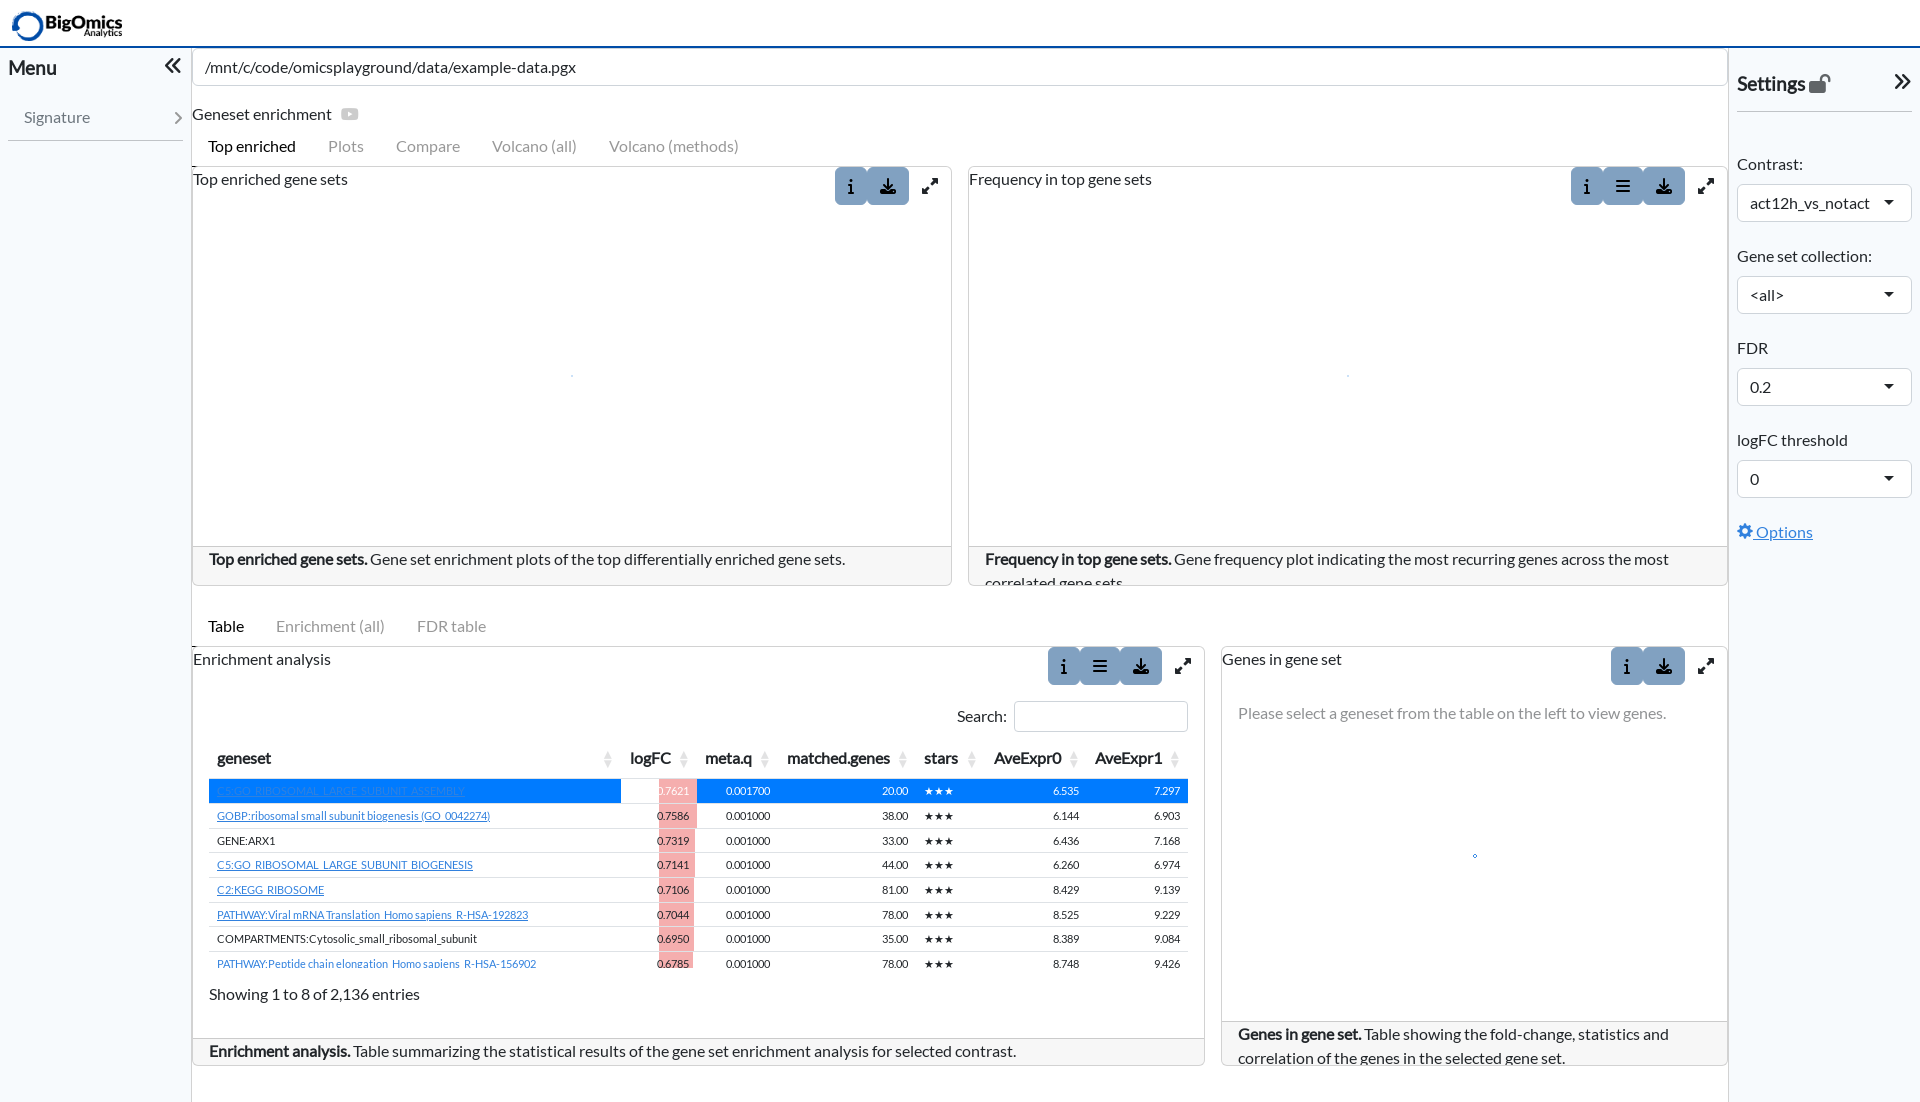 BigOmics
Analytics
Menu
Signature
/mnt/c/code/omicsplayground/data/example-data.pgx
Geneset enrichment
Top enriched Plots Compare Volcano (all) Volcano (methods)
Top enriched gene sets
Top enriched gene sets. Gene set enrichment plots of the top differentially enriched gene sets.
Frequency in top gene sets
Frequency in top gene sets. Gene frequency plot indicating the most recurring genes across the most
correlated gene sets.
Table Enrichment (all) FDR table
Enrichment analysis
Search:
geneset logFC meta.q matched.genes stars AveExpr0 AveExpr1
C5:GO_RIBOSOMAL_LARGE_SUBUNIT_ASSEMBLY 0.7621 0.001700 20.00 ★★★ 6.535 7.297
GOBP:ribosomal small subunit biogenesis (GO_0042274) 0.7586 0.001000 38.00 ★★★ 6.144 6.903
GENE:ARX1 0.7319 0.001000 33.00 ★★★ 6.436 7.168
C5:GO_RIBOSOMAL_LARGE_SUBUNIT_BIOGENESIS 0.7141 0.001000 44.00 ★★★ 6.260 6.974
C2:KEGG_RIBOSOME 0.7106 0.001000 81.00 ★★★ 8.429 9.139
PATHWAY:Viral mRNA Translation_Homo sapiens_R-HSA-192823 0.7044 0.001000 78.00 ★★★ 8.525 9.229
COMPARTMENTS:Cytosolic_small_ribosomal_subunit 0.6950 0.001000 35.00 ★★★ 8.389 9.084
PATHWAY:Peptide chain elongation_Homo sapiens_R-HSA-156902 0.6785 0.001000 78.00 ★★★ 8.748 9.426
Showing 1 to 8 of 2,136 entries
Enrichment analysis. Table summarizing the statistical results of the gene set enrichment analysis for selected contrast.
Genes in gene set
Please select a geneset from the table on the left to view genes.
Genes in gene set. Table showing the fold-change, statistics and
correlation of the genes in the selected gene set.
Settings
Contrast:
act12h_vs_notact
Gene set collection:
<all>
FDR
0.2
logFC threshold
0
Options